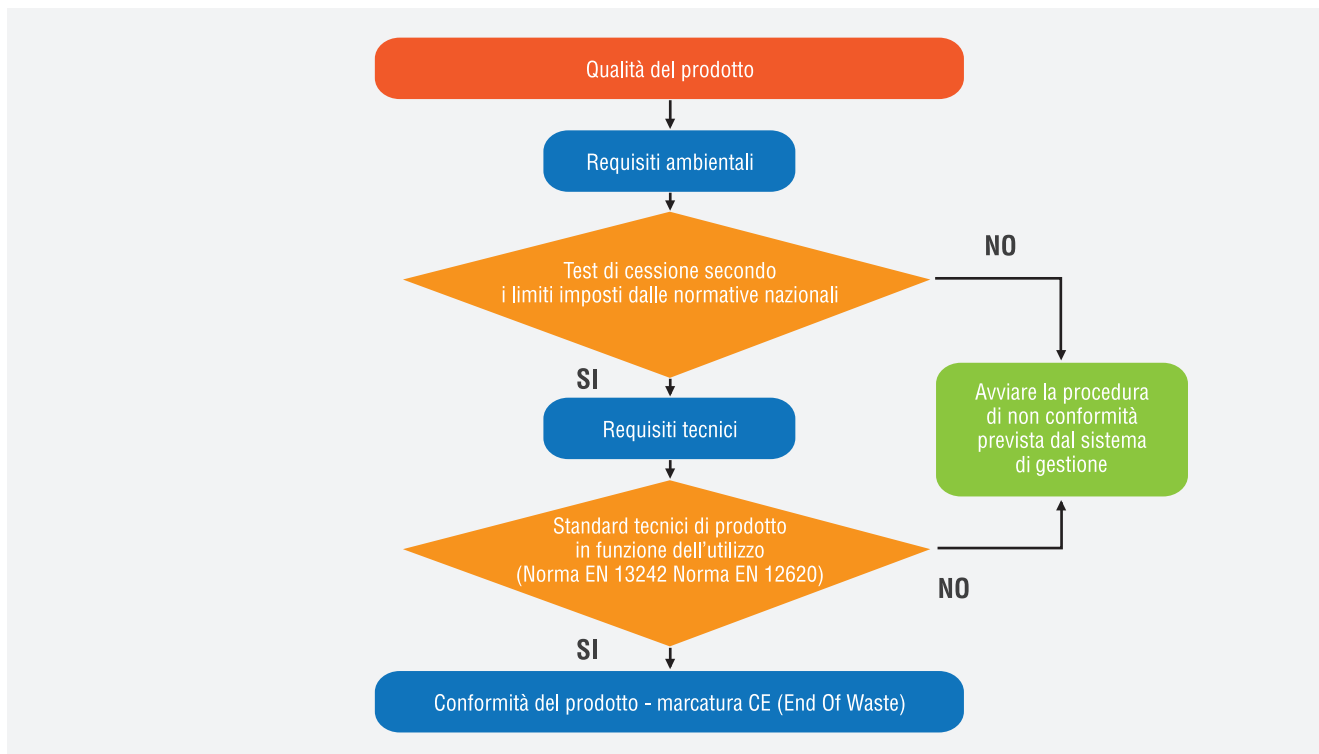 Qualità del prodotto
Requisiti ambientali
Test di cessione secondo
i limiti imposti dalle normative nazionali
NO
SI
Requisiti tecnici
Avviare la procedura
di non conformità
prevista dal sistema
di gestione
Standard tecnici di prodotto
in funzione dell'utilizzo
(Norma EN 13242 Norma EN 12620)
NO
SI
Conformità del prodotto - marcatura CE (End Of Waste)